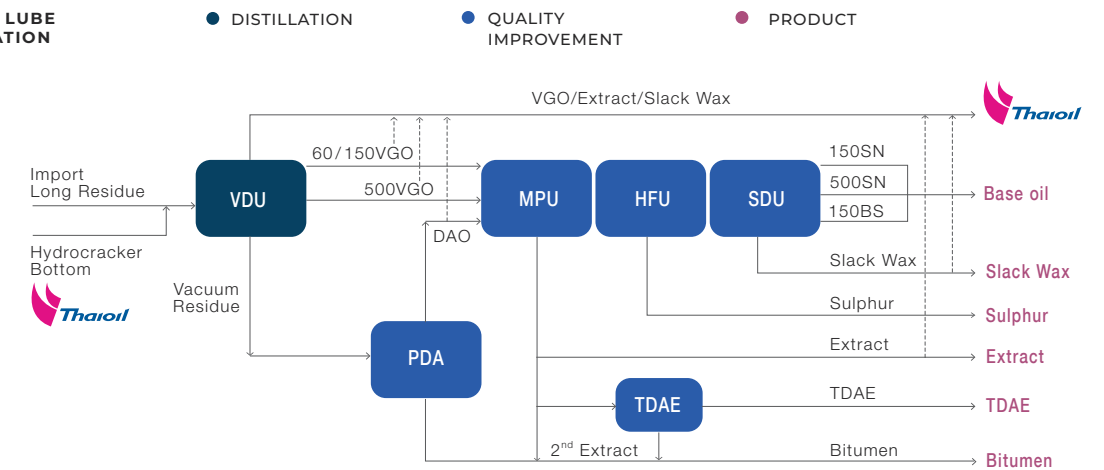 LUBE
DISTILLATION
QUALITY
IMPROVEMENT
PRODUCT
VGO/Extract/Slack Wax
Thaioil
60/150VGO
150SN
Import
Long Residue
VDU
500VGO
MPU
HFU
SDU
500SN
Base oil
150BS
DAO
Hydrocracker
Bottom
Slack Wax
Slack Wax
Vacuum
Residue
Thaioil
Sulphur
Sulphur
PDA
Extract
Extract
TDAE
TDAE
TDAE
2nd Extract
Bitumen
Bitumen